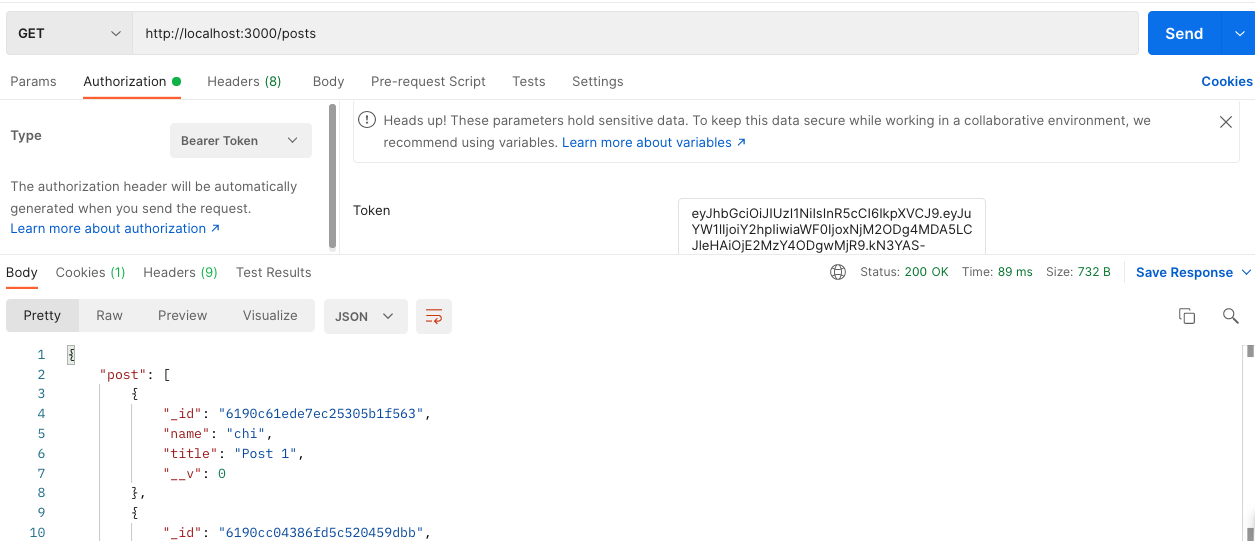 GET http://localhost:3000/posts Send
Params Authorization Headers (8) Body Pre-request Script Tests Settings Cookies
Type Bearer Token
The authorization header will be automatically
generated when you send the request.
Learn more about authorization ↗
Heads up! These parameters hold sensitive data. To keep this data secure while working in a collaborative environment, we
recommend using variables. Learn more about variables ↗
Token
eyJhbGciOiJIUzI1NiIsInR5cCI6IkpXVCJ9.eyJu
YW1lIjoiY2hpIiwiaWF0IjoxNjM2ODg4MDA5LC
JleHAiOjE2MzY4ODgwMjR9.kN3YAS-
Body Cookies (1) Headers (9) Test Results Status: 200 OK Time: 89 ms Size: 732 B Save Response
Pretty Raw Preview Visualize JSON
1 {
2 "post": [
3 {
4 "_id": "6190c61ede7ec25305b1f563",
5 "name": "chi",
6 "title": "Post 1",
7 "__v": 0
8 },
9 {
10 "_id": "6190cc04386fd5c520459dbb",